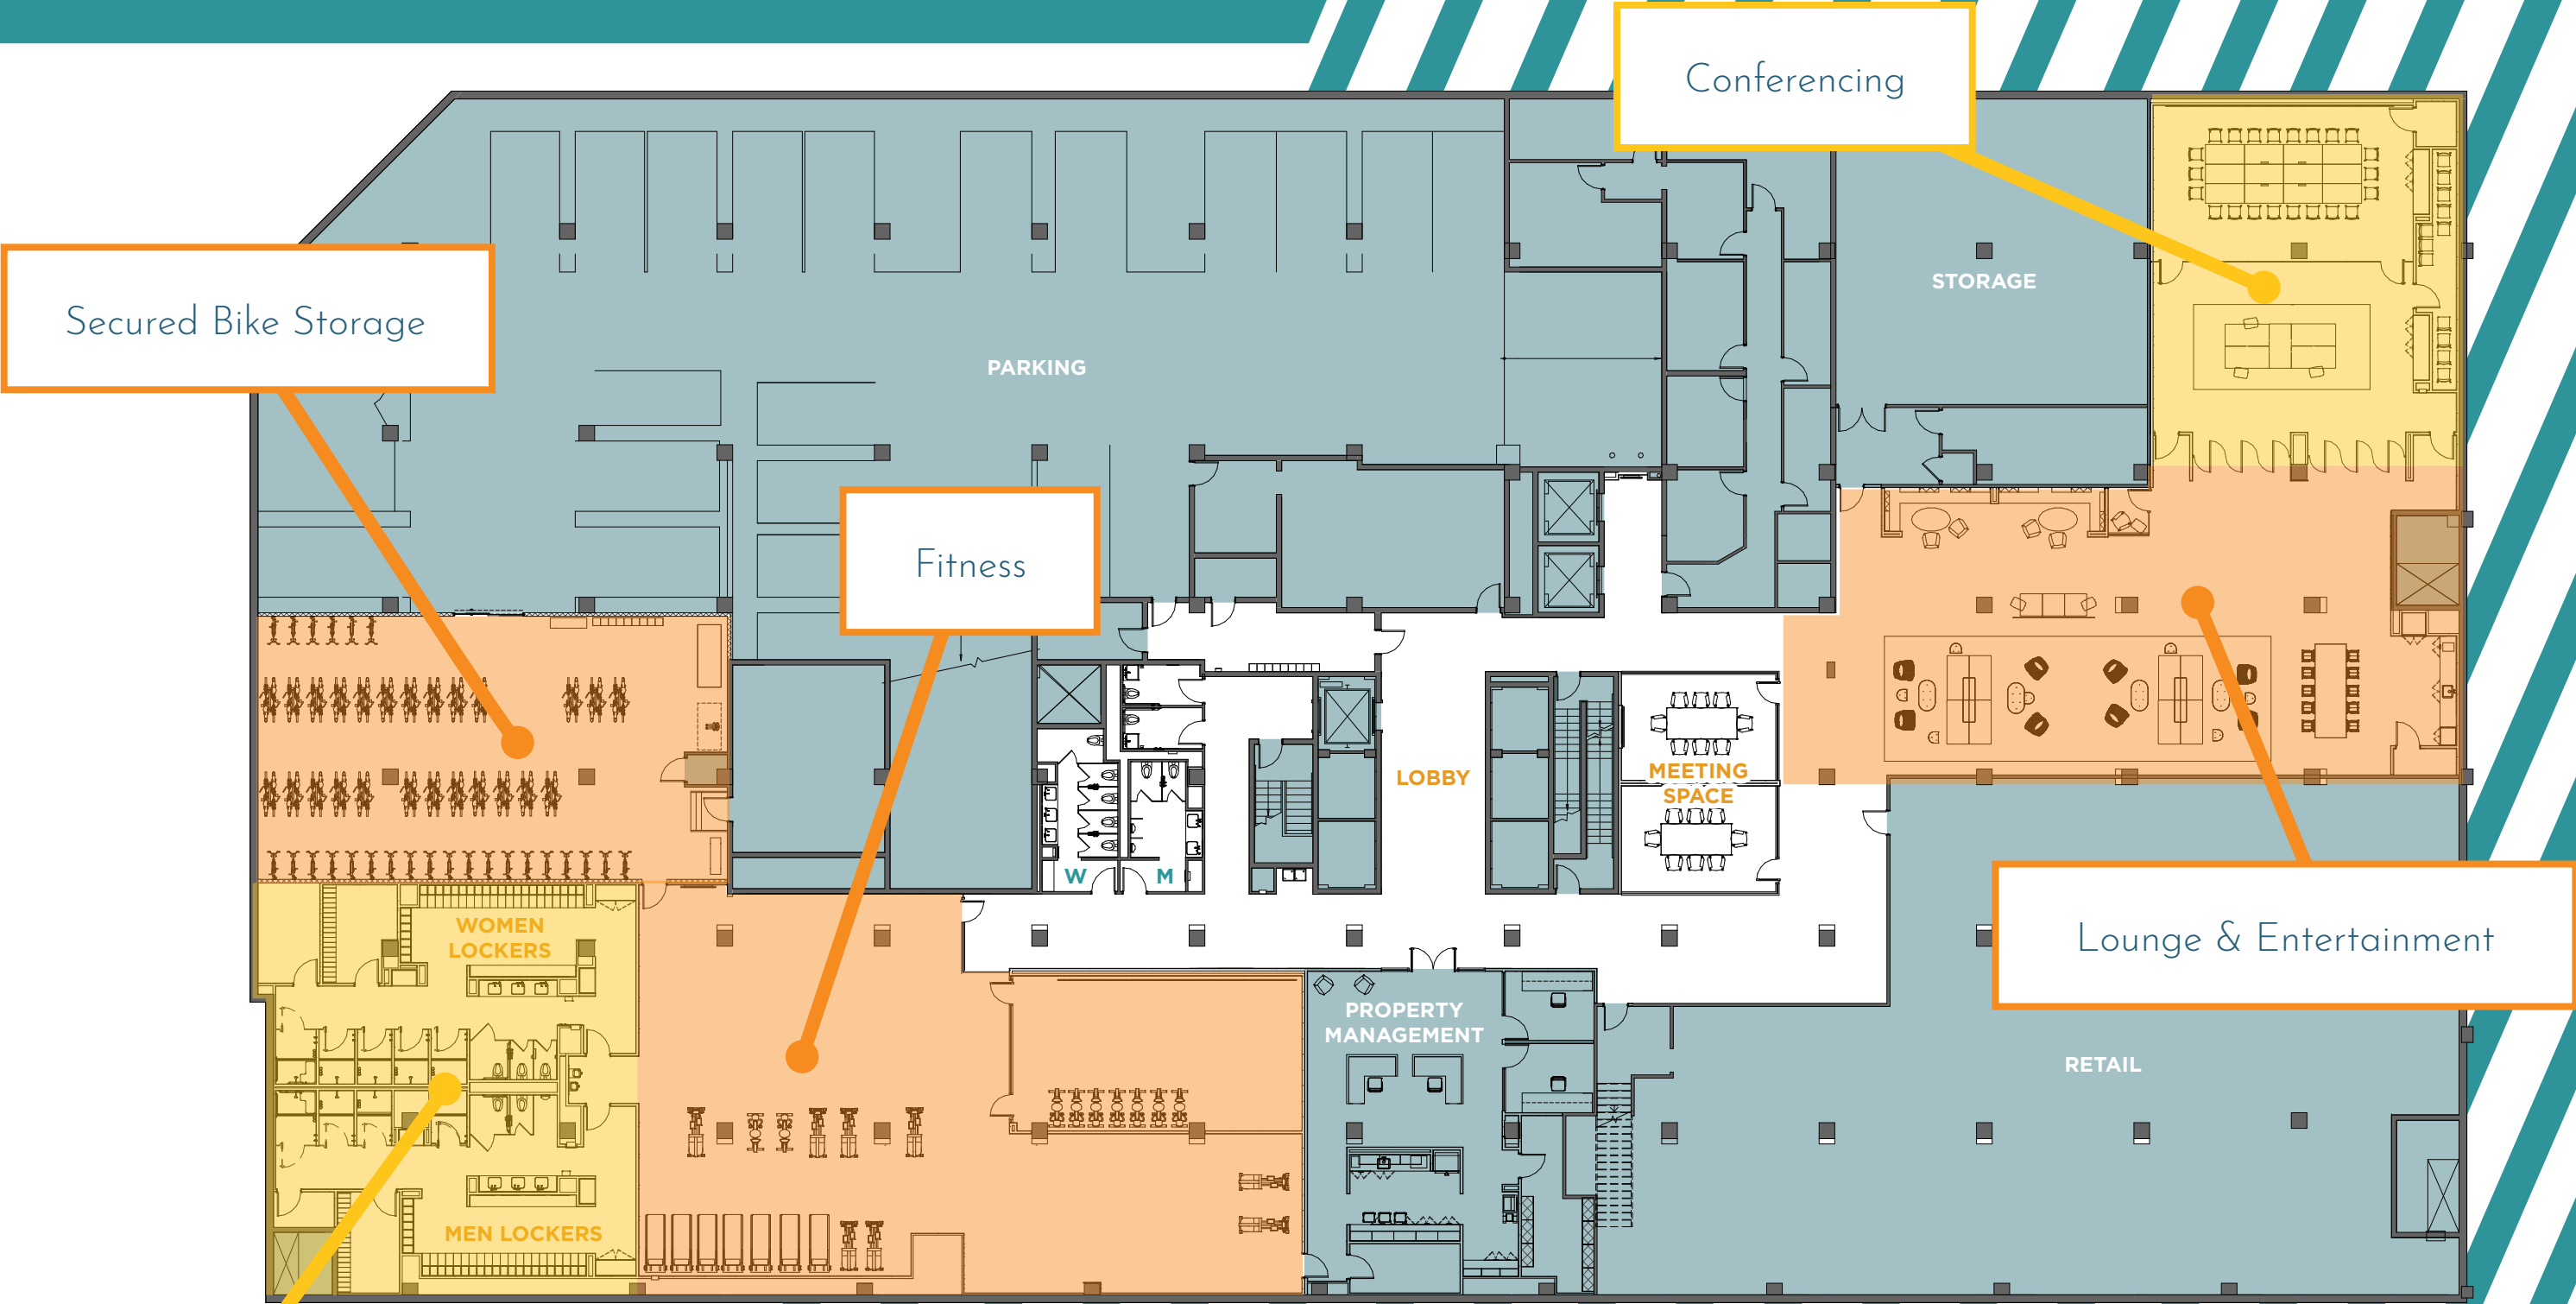 Conferencing
STORAGE
Secured Bike Storage
PARKING
Fitness
LOBBY
MEETING
SPACE
W
M
WOMEN
LOCKERS
Lounge & Entertainment
PROPERTY
MANAGEMENT
RETAIL
MEN LOCKERS